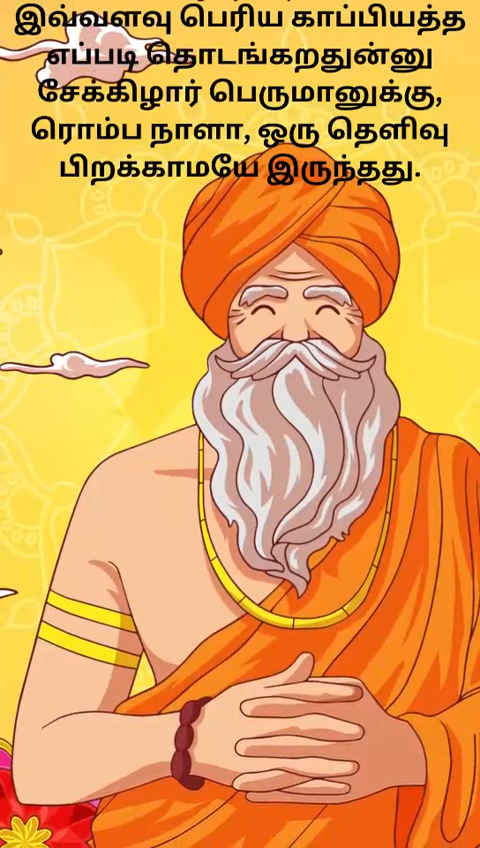 இவ்வளவு பெரிய காப்பியத்த
எப்படி தொடங்கறதுன்னு
சேக்கிழார் பெருமானுக்கு,
ரொம்ப நாளா, ஒரு தெளிவு
பிறக்காமயே இருந்தது.